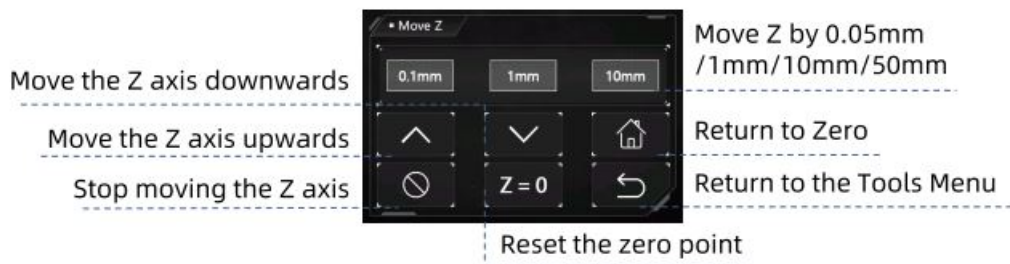 Move Z
Move Z by 0.05mm
/1mm/10mm/50mm
Move the Z axis downwards
0.1mm 1mm 10mm
Move the Z axis upwards
Return to Zero
Stop moving the Z axis
Z = 0
Return to the Tools Menu
Reset the zero point